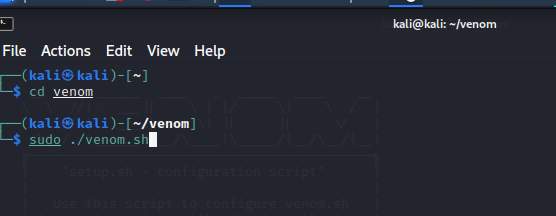 kali@kali: ~/venom
File Actions Edit View Help
┌──(kali㉿kali)-[~]
└─$ cd venom
┌──(kali㉿kali)-[~/venom]
└─$ sudo ./venom.sh
"setup.sh - configuration script"
Use this script to configure venom.sh